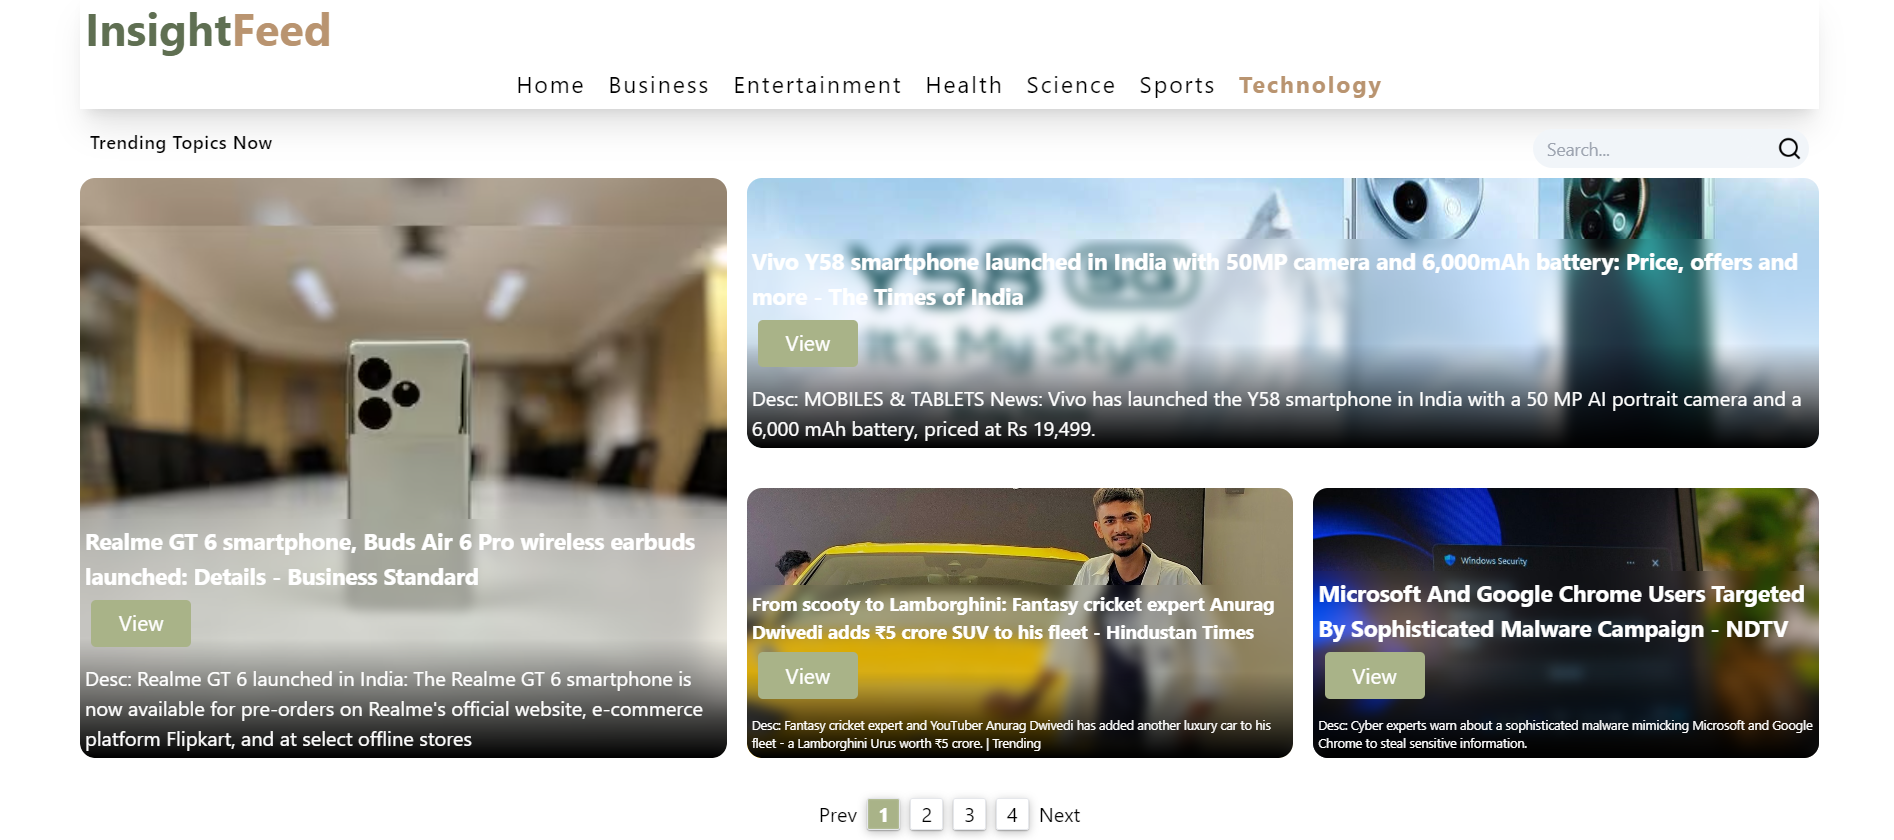 InsightFeed
Home Business Entertainment Health Science Sports Technology
Trending Topics Now
Search...
Realme GT 6 smartphone, Buds Air 6 Pro wireless earbuds
launched: Details - Business Standard
View
Desc: Realme GT 6 launched in India: The Realme GT 6 smartphone is
now available for pre-orders on Realme's official website, e-commerce
platform Flipkart, and at select offline stores
Y58 5G
It's My Style
Vivo Y58 smartphone launched in India with 50MP camera and 6,000mAh battery: Price, offers and
more - The Times of India
View
Desc: MOBILES & TABLETS News: Vivo has launched the Y58 smartphone in India with a 50 MP AI portrait camera and a
6,000 mAh battery, priced at Rs 19,499.
From scooty to Lamborghini: Fantasy cricket expert Anurag
Dwivedi adds ₹5 crore SUV to his fleet - Hindustan Times
View
Desc: Fantasy cricket expert and YouTuber Anurag Dwivedi has added another luxury car to his
fleet - a Lamborghini Urus worth ₹5 crore. | Trending
Windows Security
Microsoft And Google Chrome Users Targeted
By Sophisticated Malware Campaign - NDTV
View
Desc: Cyber experts warn about a sophisticated malware mimicking Microsoft and Google
Chrome to steal sensitive information.
Prev 1 2 3 4 Next